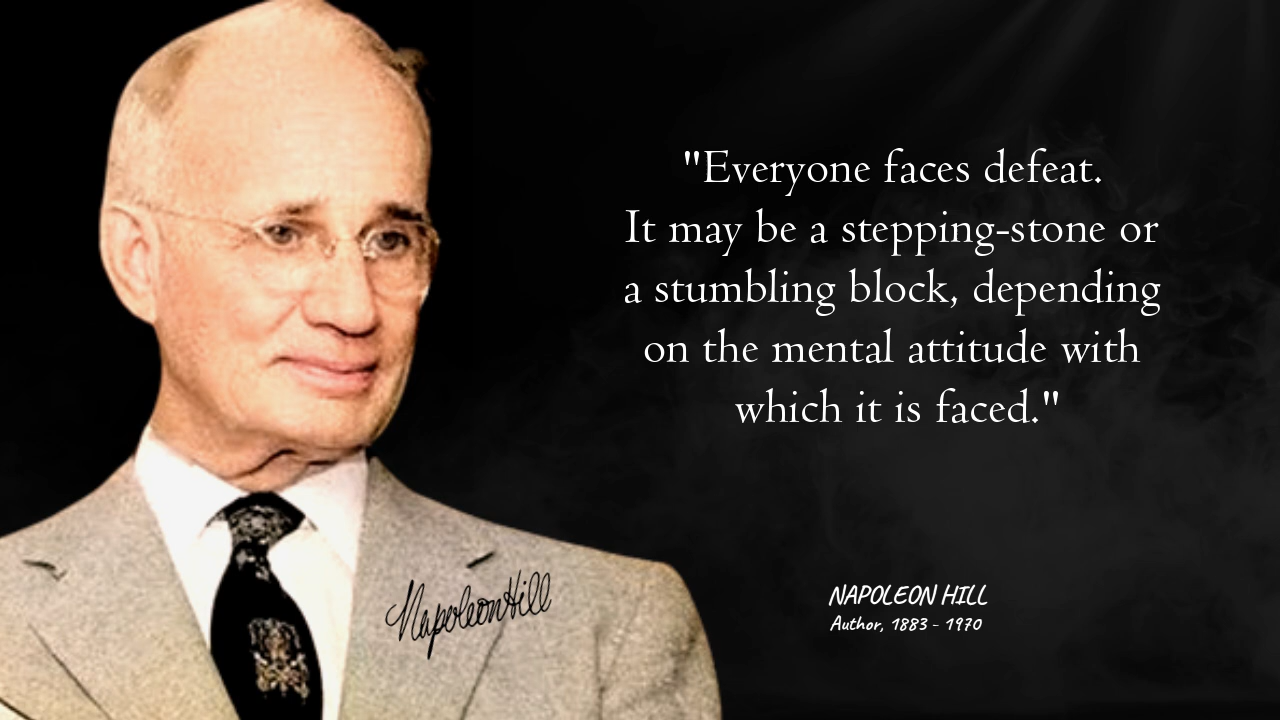 "Everyone faces defeat.
It may be a stepping-stone or
a stumbling block, depending
on the mental attitude with
which it is faced."
Napoleon Hill
NAPOLEON HILL
Author, 1883 - 1970